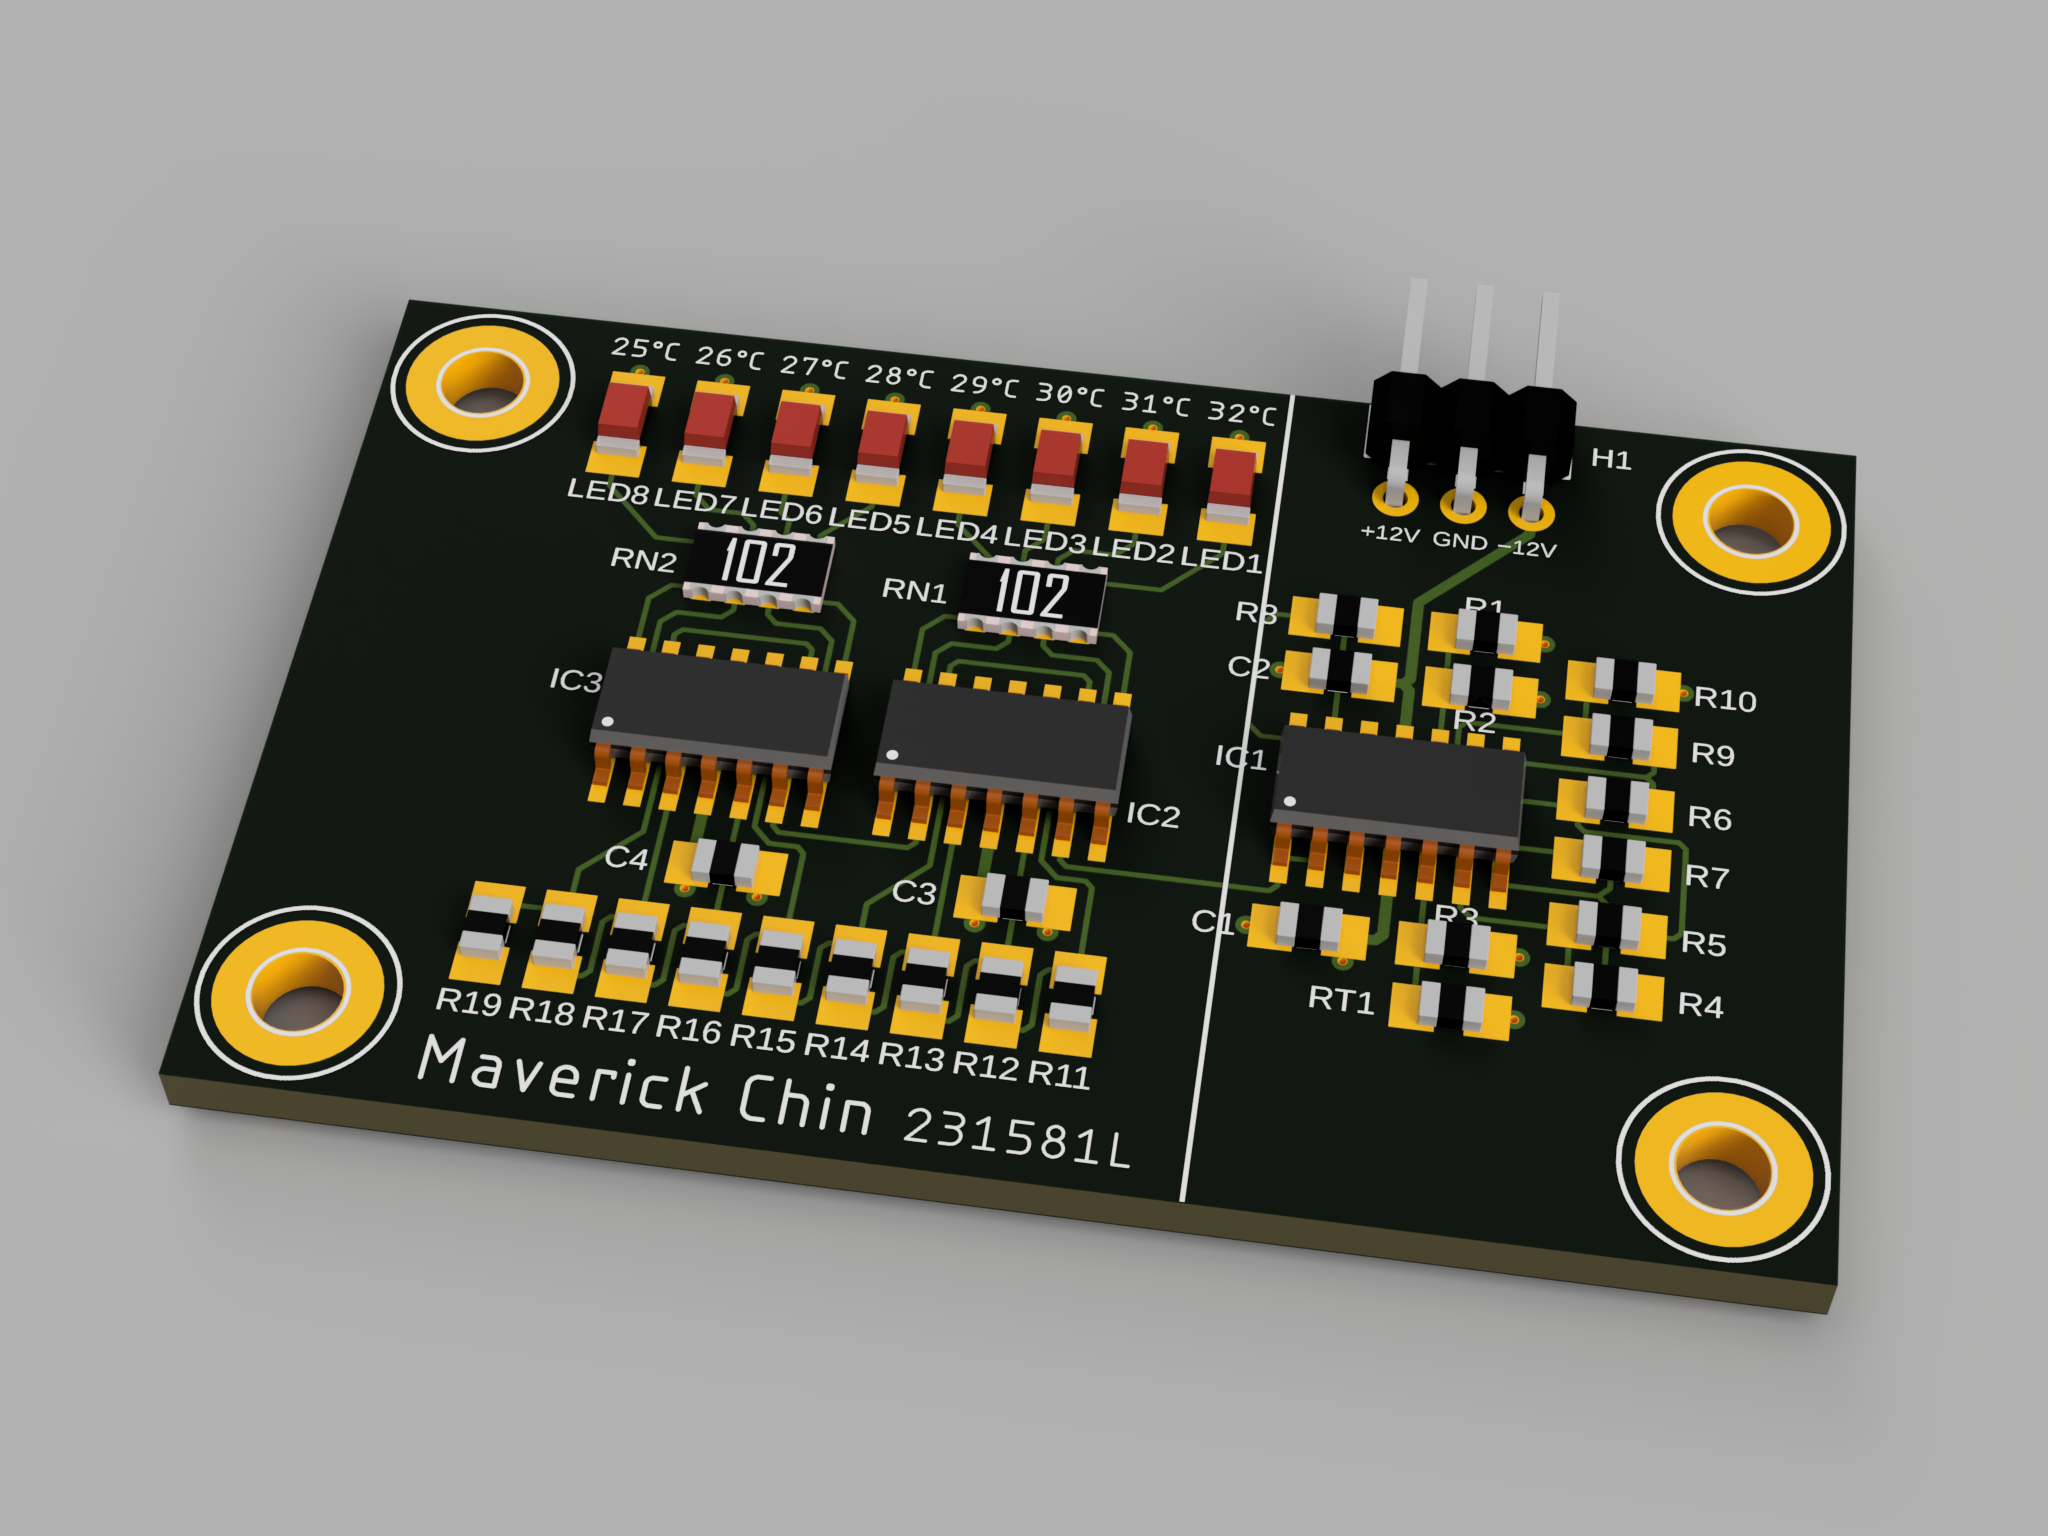 25°C 26°C 27°C 28°C 29°C 30°C 31°C 32°C
H1
LED8 LED7 LED6 LED5 LED4 LED3 LED2 LED1
+12V GND -12V
RN2 102
RN1 102
R8 R1
C2 R10
IC3
R2
IC1 R9
IC2
R6
C4
R7
C3
C1 R3
R5
RT1 R4
R19 R18 R17 R16 R15 R14 R13 R12 R11
Maverick Chin 231581L